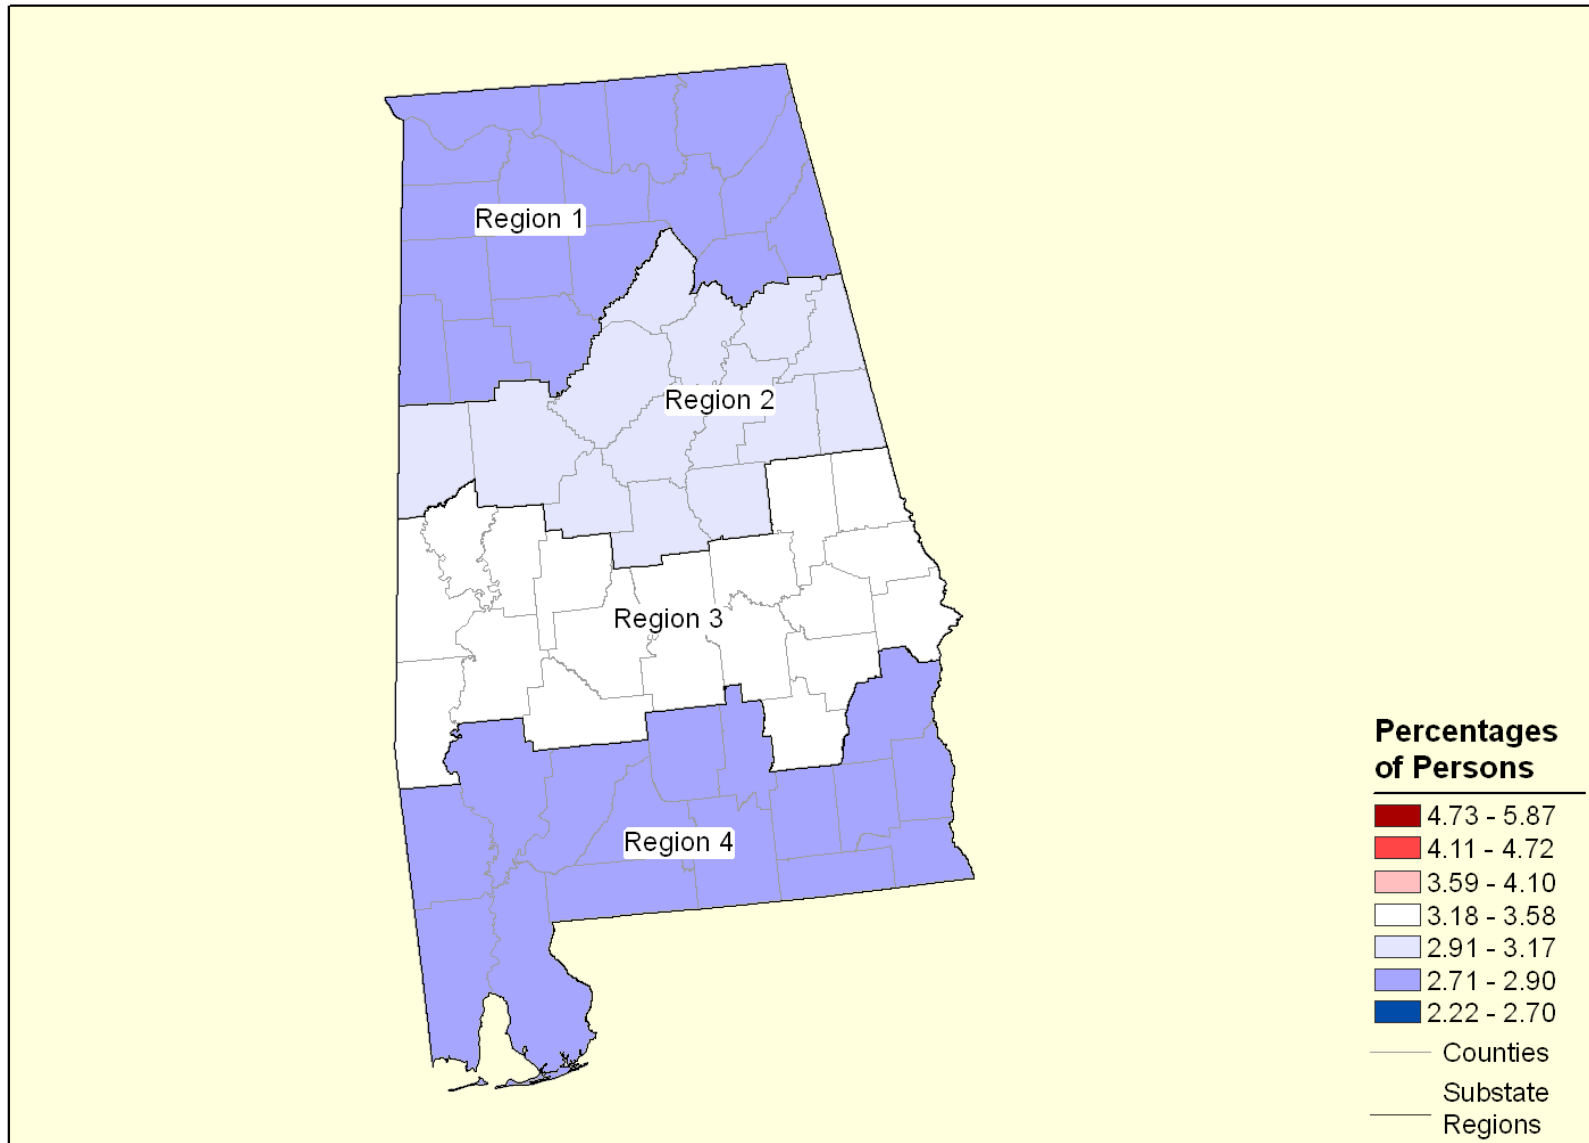 Region 1
Region 2
Region 3
Region 4
Percentages
of Persons
4.73 - 5.87
4.11 - 4.72
3.59 - 4.10
3.18 - 3.58
2.91 - 3.17
2.71 - 2.90
2.22 - 2.70
Counties
Substate
Regions